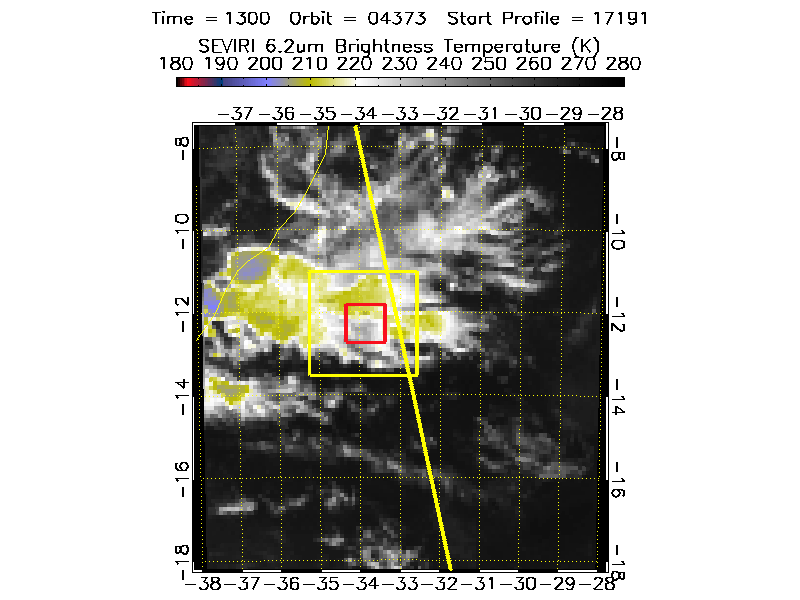 Time = 1300 Orbit = 04373 Start Profile = 17191
SEVIRI 6.2um Brightness Temperature (K)
180 190 200 210 220 230 240 250 260 270 280
-37 -36 -35 -34 -33 -32 -31 -30 -29 -28
-8 -8
-10 -10
-12 -12
-14 -14
-16 -16
-18 -18
-38 -37 -36 -35 -34 -33 -32 -31 -30 -29 -28